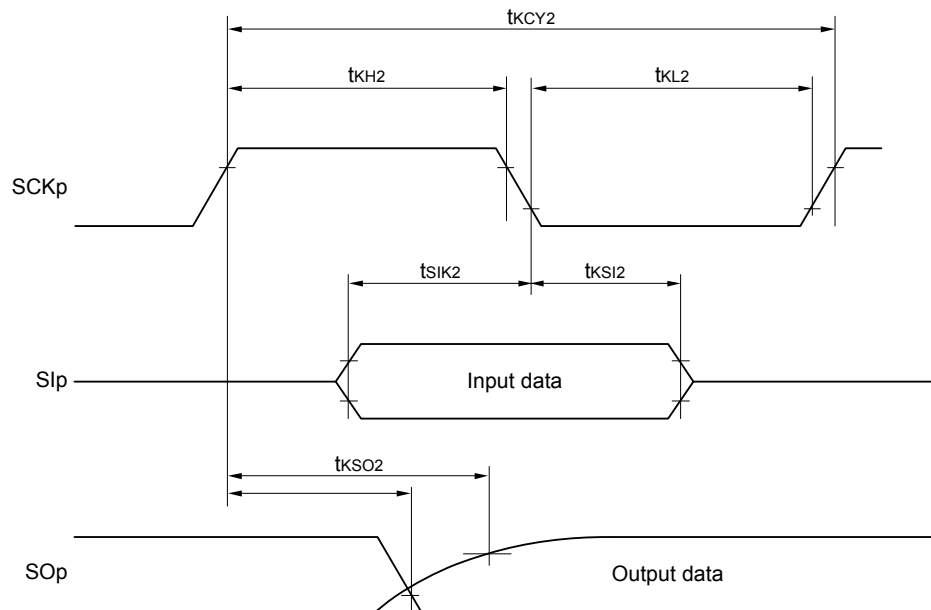 tKCY2
tKH2
tKL2
SCKp
tSIK2
tKSI2
SIp
Input data
tKSO2
SOp
Output data